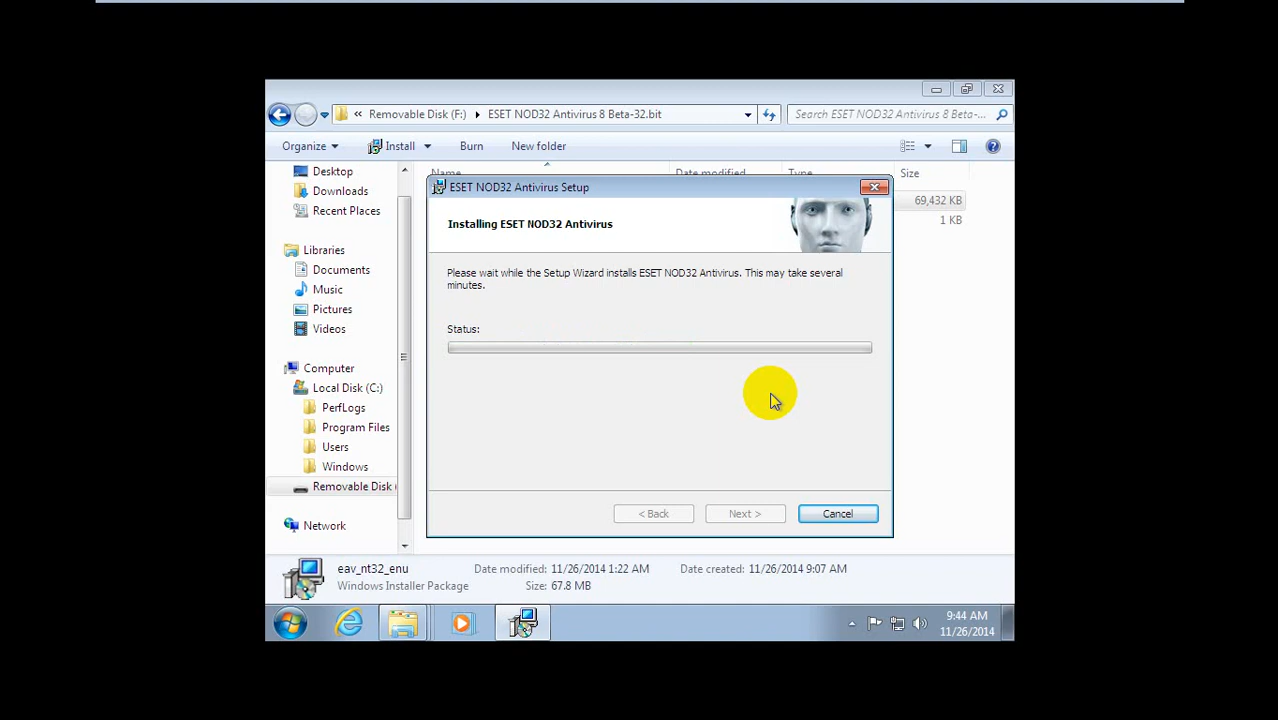 « Removable Disk (F:) ▸ ESET NOD32 Antivirus 8 Beta-32.bit
Search ESET NOD32 Antivirus 8 Beta-...
Organize
Install
Burn
New folder
Desktop
Downloads
Recent Places
Libraries
Documents
Music
Pictures
Videos
Computer
Local Disk (C:)
PerfLogs
Program Files
Users
Windows
Removable Disk (
Network
Name
Date modified
Type
Size
69,432 KB
1 KB
ESET NOD32 Antivirus Setup
Installing ESET NOD32 Antivirus
Please wait while the Setup Wizard installs ESET NOD32 Antivirus. This may take several
minutes.
Status:
< Back
Next >
Cancel
eav_nt32_enu
Date modified: 11/26/2014 1:22 AM
Date created: 11/26/2014 9:07 AM
Windows Installer Package
Size: 67.8 MB
9:44 AM
11/26/2014